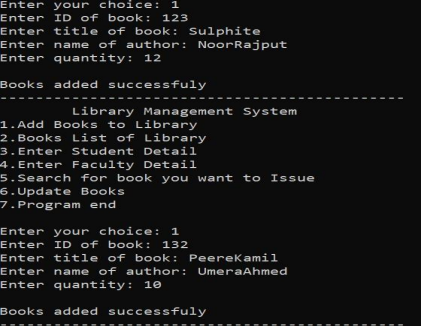 Enter your choice: 1
Enter ID of book: 123
Enter title of book: Sulphite
Enter name of author: NoorRajput
Enter quantity: 12
Books added successfuly
--------------------------------------------------
Library Management System
1.Add Books to Library
2.Books List of Library
3.Enter Student Detail
4.Enter Faculty Detail
5.Search for book you want to Issue
6.Update Books
7.Program end
Enter your choice: 1
Enter ID of book: 132
Enter title of book: PeereKamil
Enter name of author: UmeraAhmed
Enter quantity: 10
Books added successfuly
--------------------------------------------------